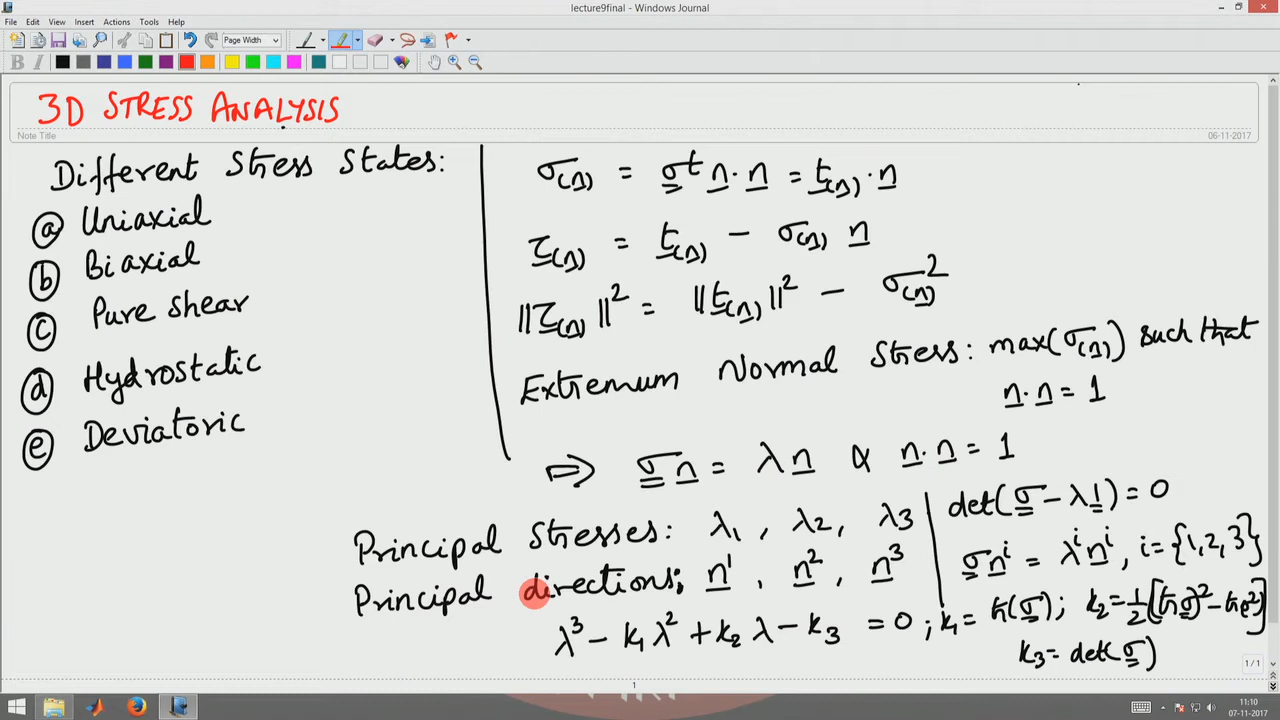 lecture9final - Windows Journal
File Edit View Insert Actions Tools Help
Page Width
B I
3D STRESS ANALYSIS
Note Title
06-11-2017
Different Stress States:
ⓐ Uniaxial
ⓑ Biaxial
ⓒ Pure shear
ⓓ Hydrostatic
ⓔ Deviatoric
σ(n) = σᵗ n · n = t(n) · n
τ(n) = t(n) − σ(n) n
||τ(n)||² = ||t(n)||² − σ(n)²
Extremum Normal Stress: max(σ(n)) such that
n · n = 1
⇒ σ n = λ n & n · n = 1
Principal Stresses: λ1, λ2, λ3
Principal directions: n¹, n², n³
det(σ − λ1) = 0
σnⁱ = λⁱnⁱ, i = {1,2,3}
λ³ − k1λ² + k2λ − k3 = 0 ; k1 = tr(σ); k2 = ½[(trσ)² − trσ²]
k3 = det(σ)
1/1
1
11:10
07-11-2017